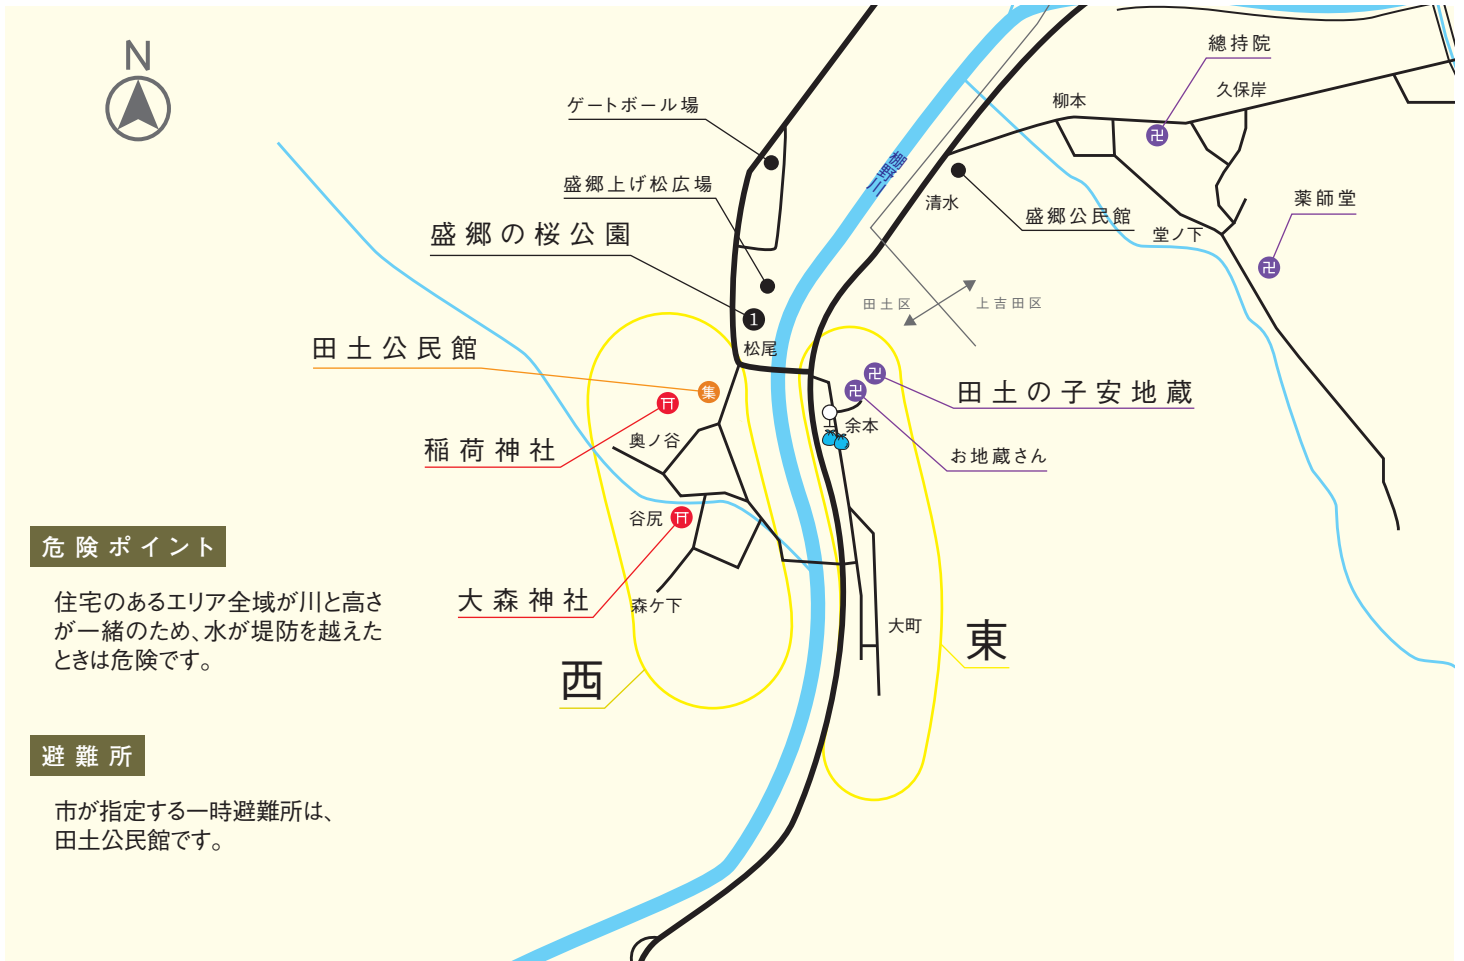 N
總持院
久保岸
柳本
ゲートボール場
棚野川
盛郷上げ松広場
清水
盛郷公民館
薬師堂
堂ノ下
盛郷の桜公園
田土区
上吉田区
1
松尾
田土公民館
集
卍
卍
卍
卍
田土の子安地蔵
余本
奥ノ谷
稲荷神社
お地蔵さん
谷尻
危険ポイント
住宅のあるエリア全域が川と高さ
が一緒のため、水が堤防を越えた
ときは危険です。
大森神社
森ケ下
大町
東
西
避難所
市が指定する一時避難所は、
田土公民館です。